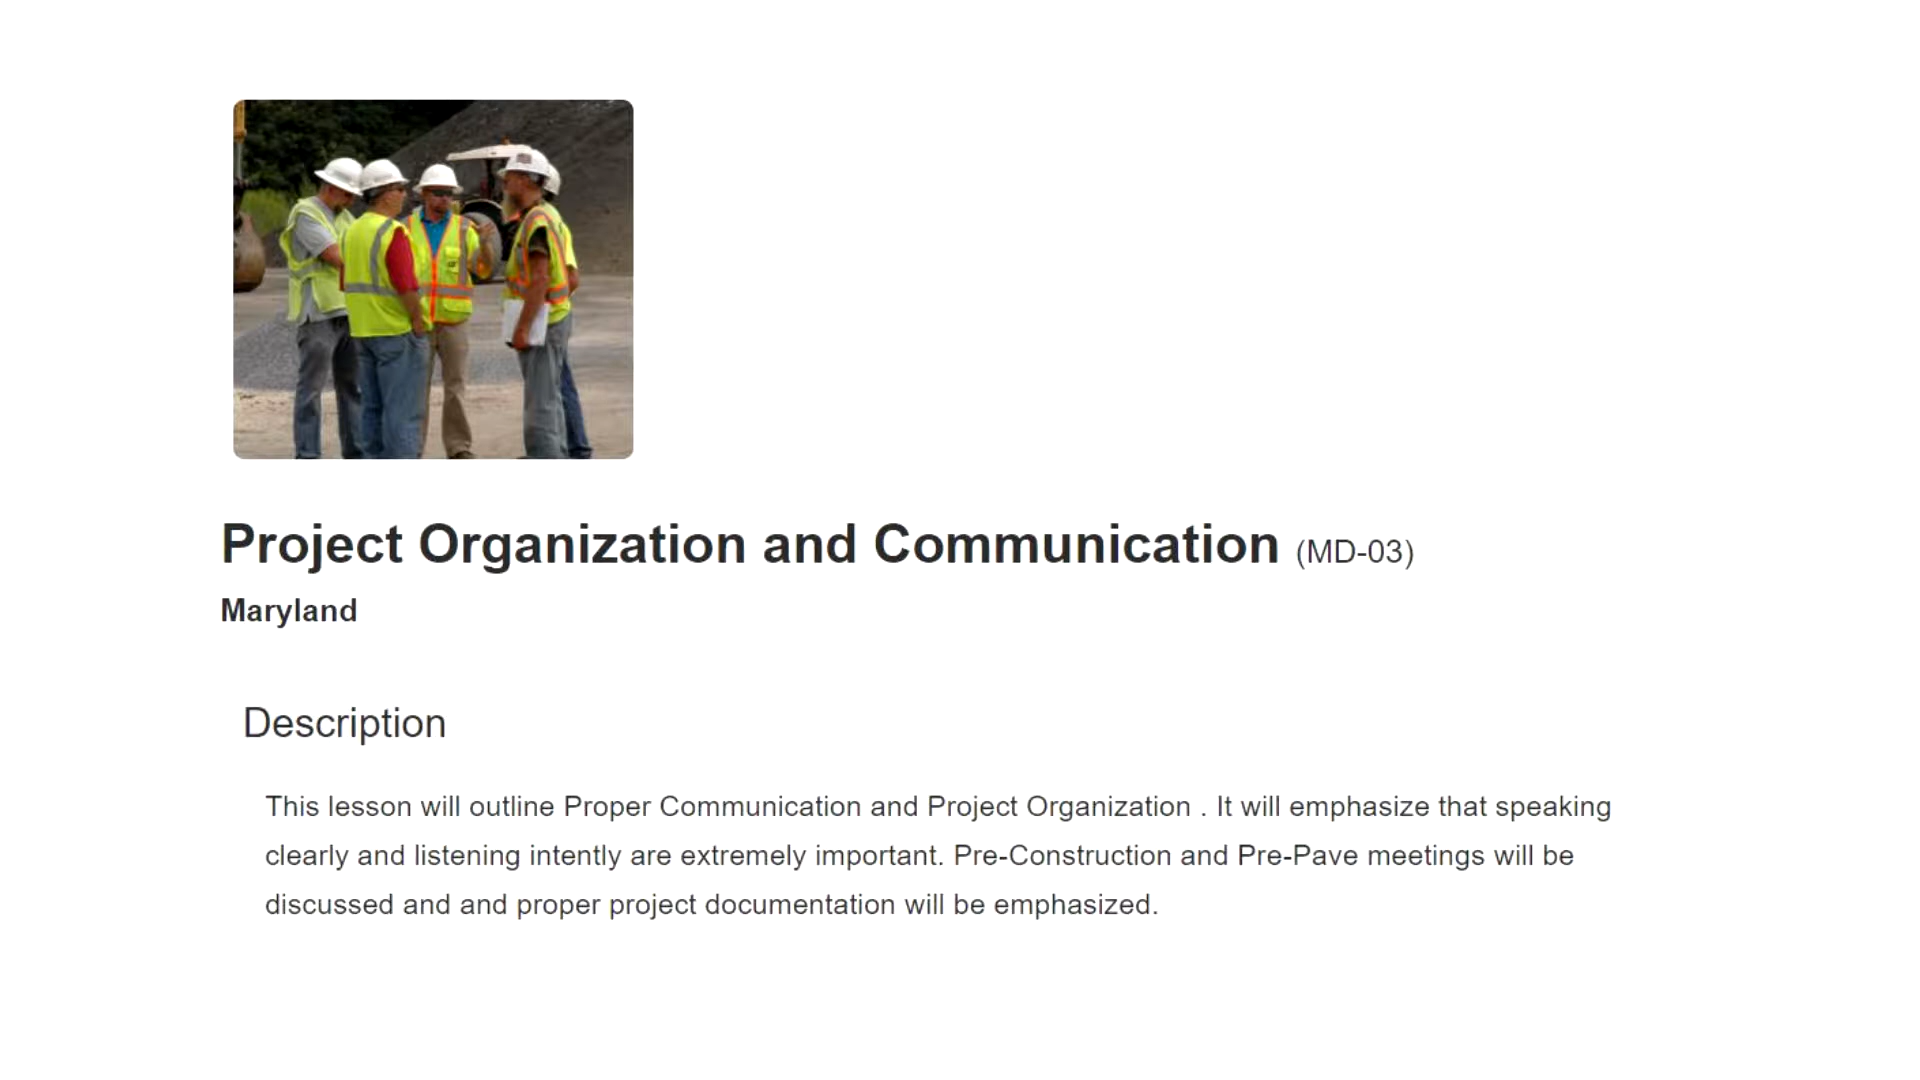 Project Organization and Communication (MD-03)
Maryland
Description
This lesson will outline Proper Communication and Project Organization . It will emphasize that speaking
clearly and listening intently are extremely important. Pre-Construction and Pre-Pave meetings will be
discussed and and proper project documentation will be emphasized.